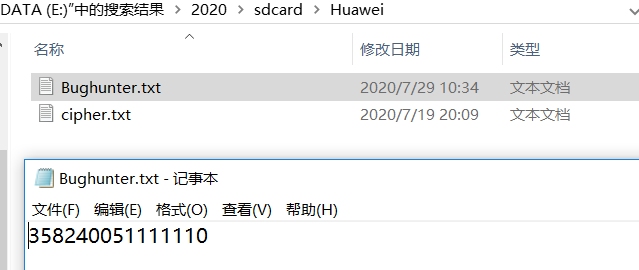 DATA (E:)"中的搜索结果 › 2020 › sdcard › Huawei
名称 修改日期 类型
Bughunter.txt 2020/7/29 10:34 文本文档
cipher.txt 2020/7/19 20:09 文本文档
Bughunter.txt - 记事本
文件(F) 编辑(E) 格式(O) 查看(V) 帮助(H)
358240051111110